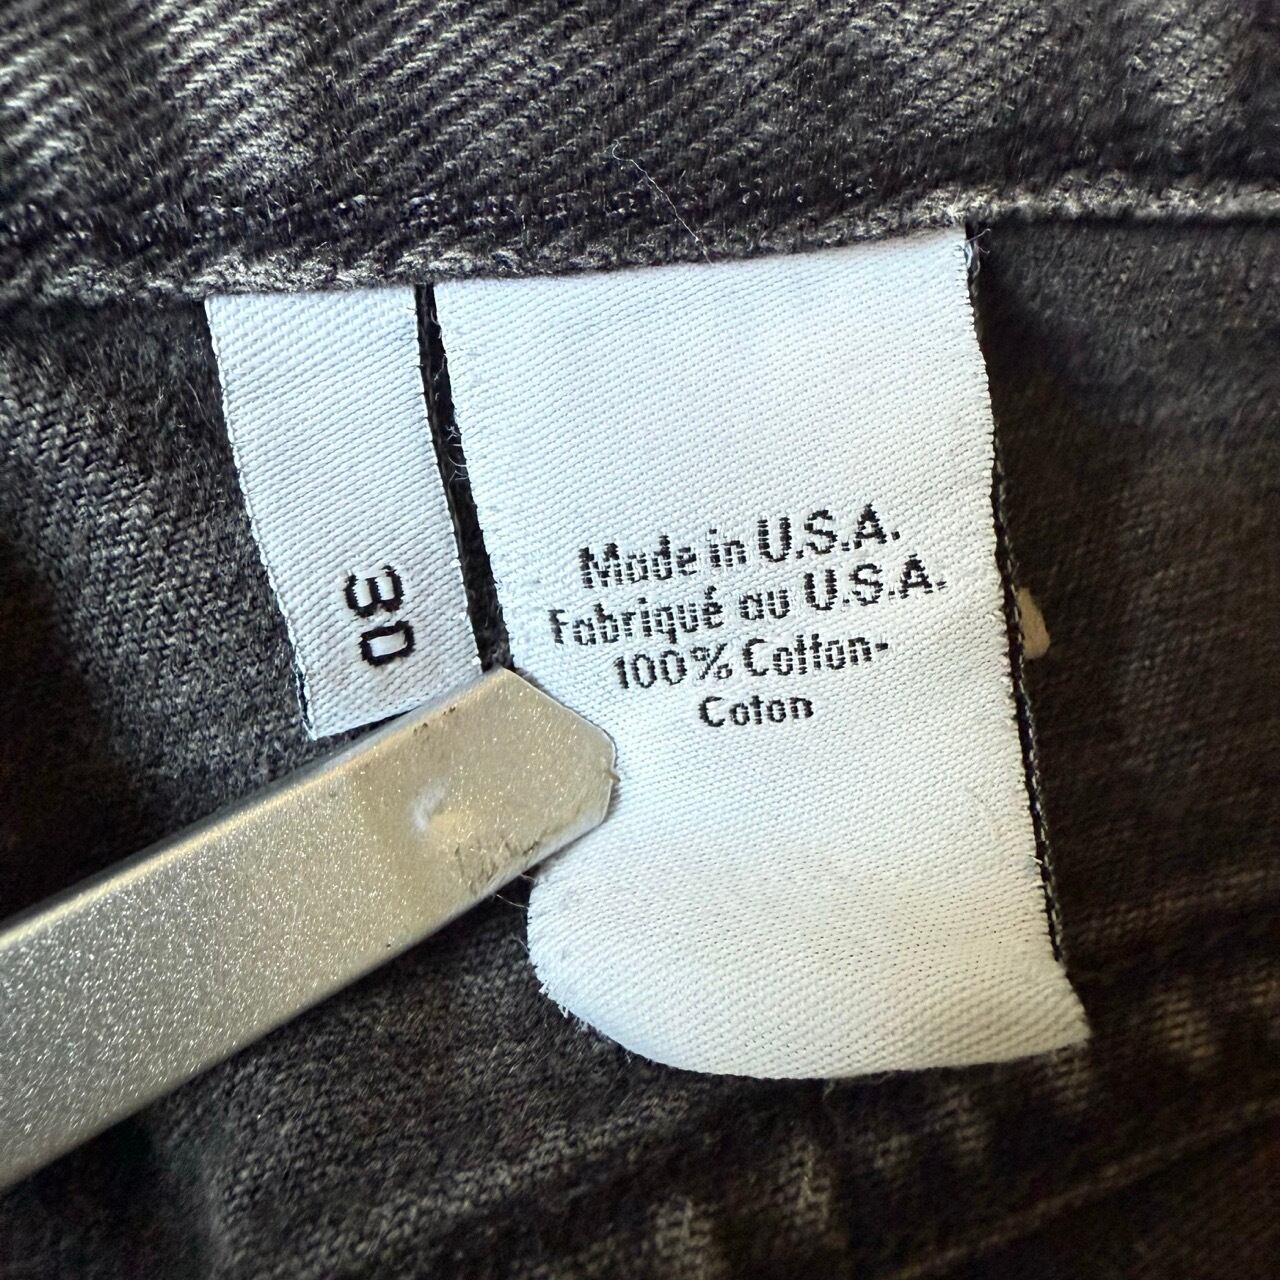 30
Made in U.S.A.
Fabriqué au U.S.A.
100% Cotton-
Coton